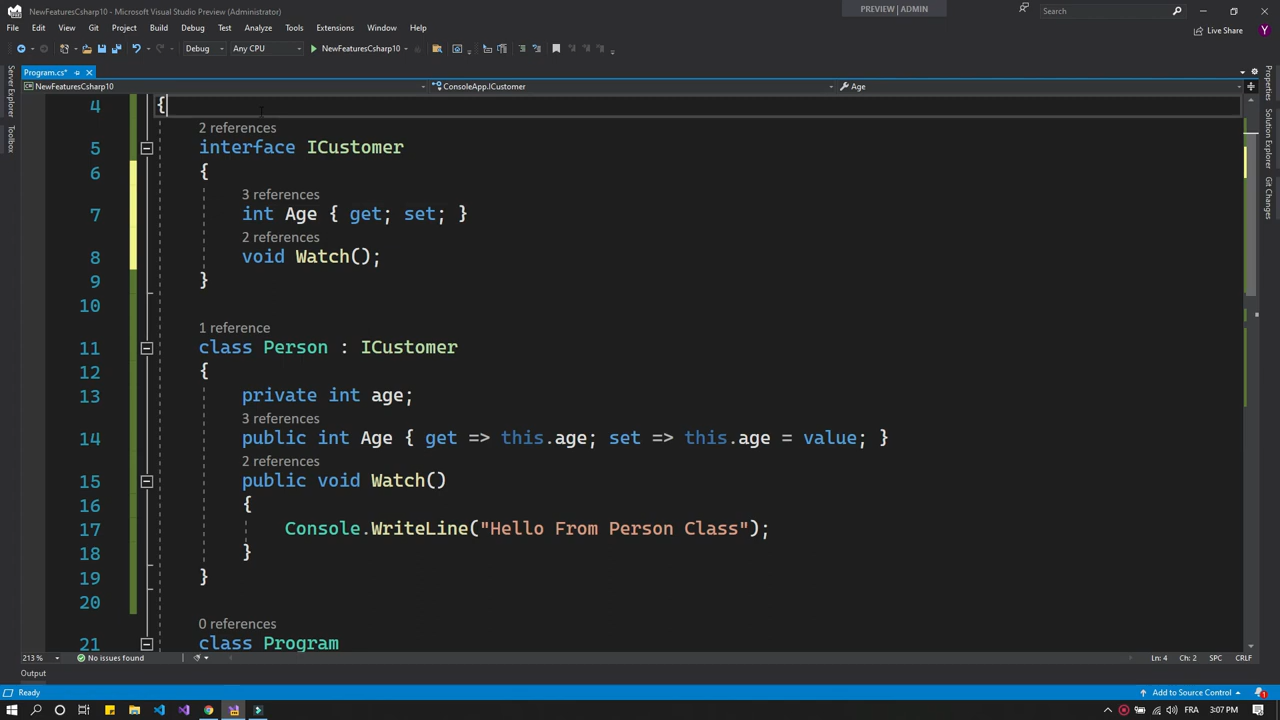 NewFeaturesCsharp10 - Microsoft Visual Studio Preview (Administrator)
PREVIEW | ADMIN
Search
File Edit View Git Project Build Debug Test Analyze Tools Extensions Window Help
Live Share
Y
Debug Any CPU NewFeaturesCsharp10
Program.cs*
NewFeaturesCsharp10 ConsoleApp.ICustomer Age
Server Explorer
Toolbox
Properties
Solution Explorer
Git Changes
4 {
2 references
5 interface ICustomer
6 {
3 references
7 int Age { get; set; }
2 references
8 void Watch();
9 }
10
1 reference
11 class Person : ICustomer
12 {
13 private int age;
3 references
14 public int Age { get => this.age; set => this.age = value; }
2 references
15 public void Watch()
16 {
17 Console.WriteLine("Hello From Person Class");
18 }
19 }
20
0 references
21 class Program
213 % No issues found Ln: 4 Ch: 2 SPC CRLF
Output
Ready Add to Source Control 1
FRA 3:07 PM